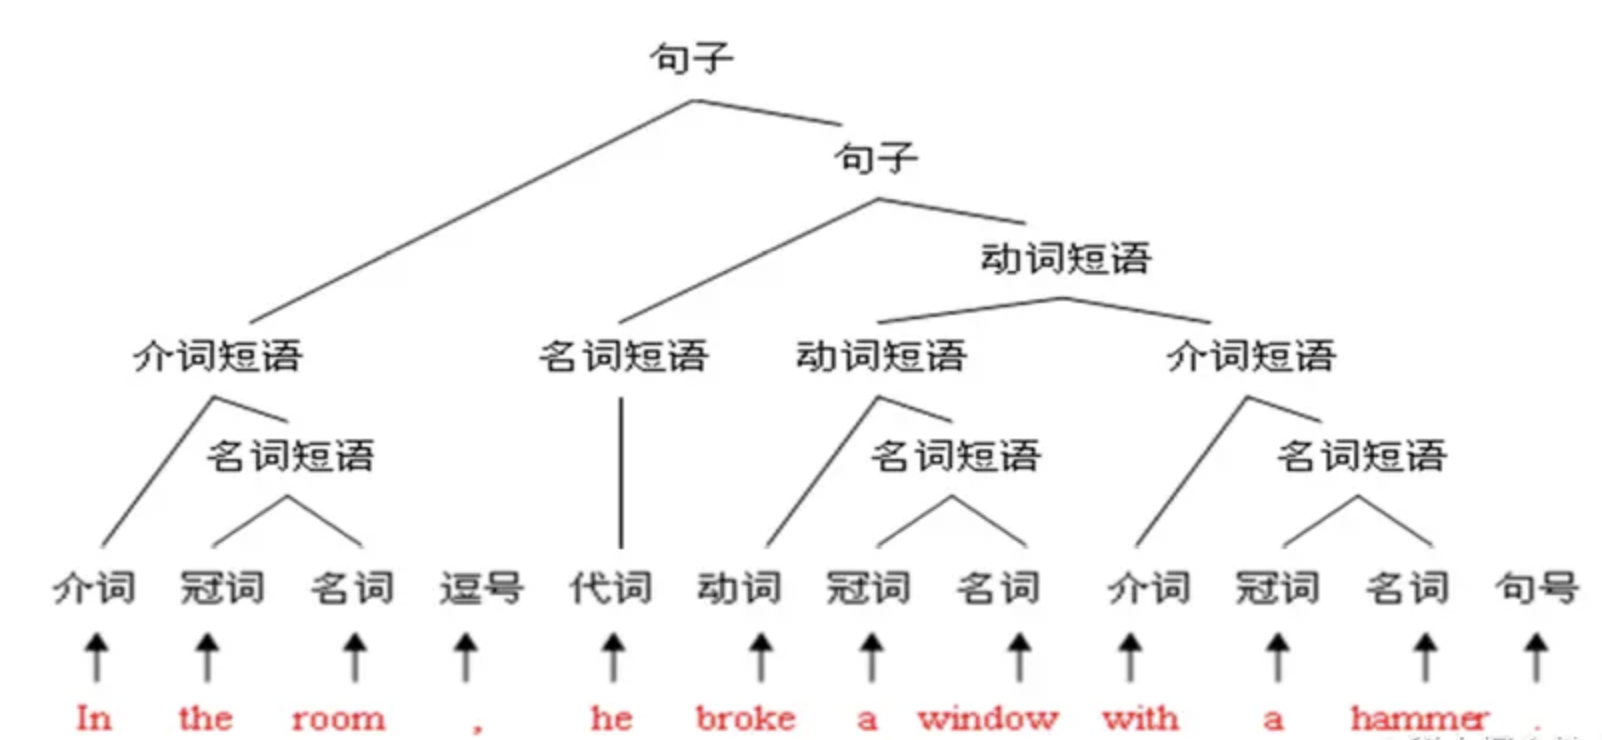 句子
句子
动词短语
介词短语 名词短语 动词短语 介词短语
名词短语 名词短语 名词短语
介词 冠词 名词 逗号 代词 动词 冠词 名词 介词 冠词 名词 句号
In the room , he broke a window with a hammer .